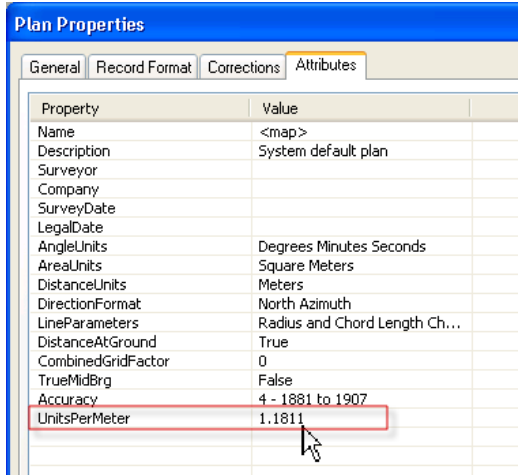 Plan Properties
General Record Format Corrections Attributes
Property Value
Name <map>
Description System default plan
Surveyor
Company
SurveyDate
LegalDate
AngleUnits Degrees Minutes Seconds
AreaUnits Square Meters
DistanceUnits Meters
DirectionFormat North Azimuth
LineParameters Radius and Chord Length Ch...
DistanceAtGround True
CombinedGridFactor 0
TrueMidBrg False
Accuracy 4 - 1881 to 1907
UnitsPerMeter 1.1811